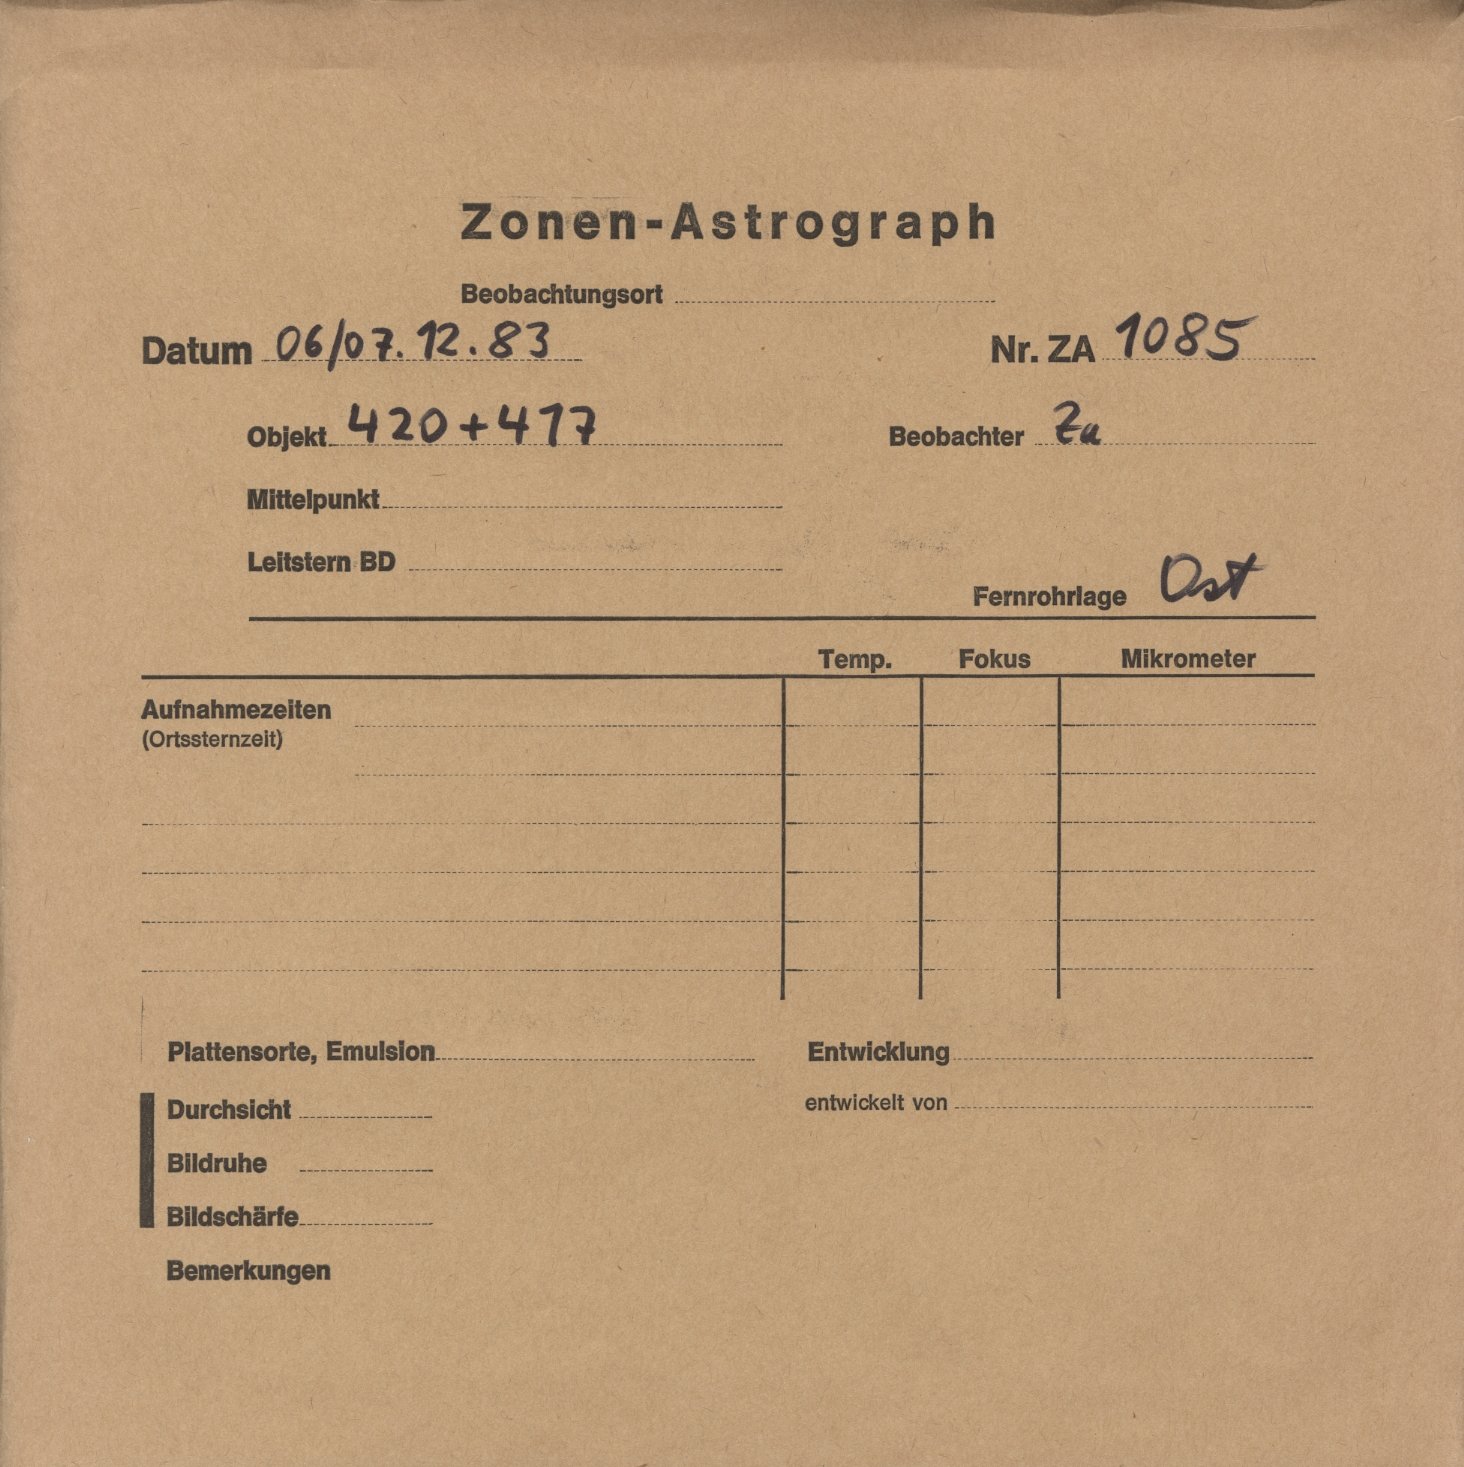 Zonen-Astrograph
Beobachtungsort
Datum 06/07.12.83 Nr. ZA 1085
Objekt 420+417 Beobachter Za
Mittelpunkt
Leitstern BD
Fernrohrlage Ost
Temp. Fokus Mikrometer
Aufnahmezeiten
(Ortssternzeit)
Plattensorte, Emulsion Entwicklung
Durchsicht entwickelt von
Bildruhe
Bildschärfe
Bemerkungen